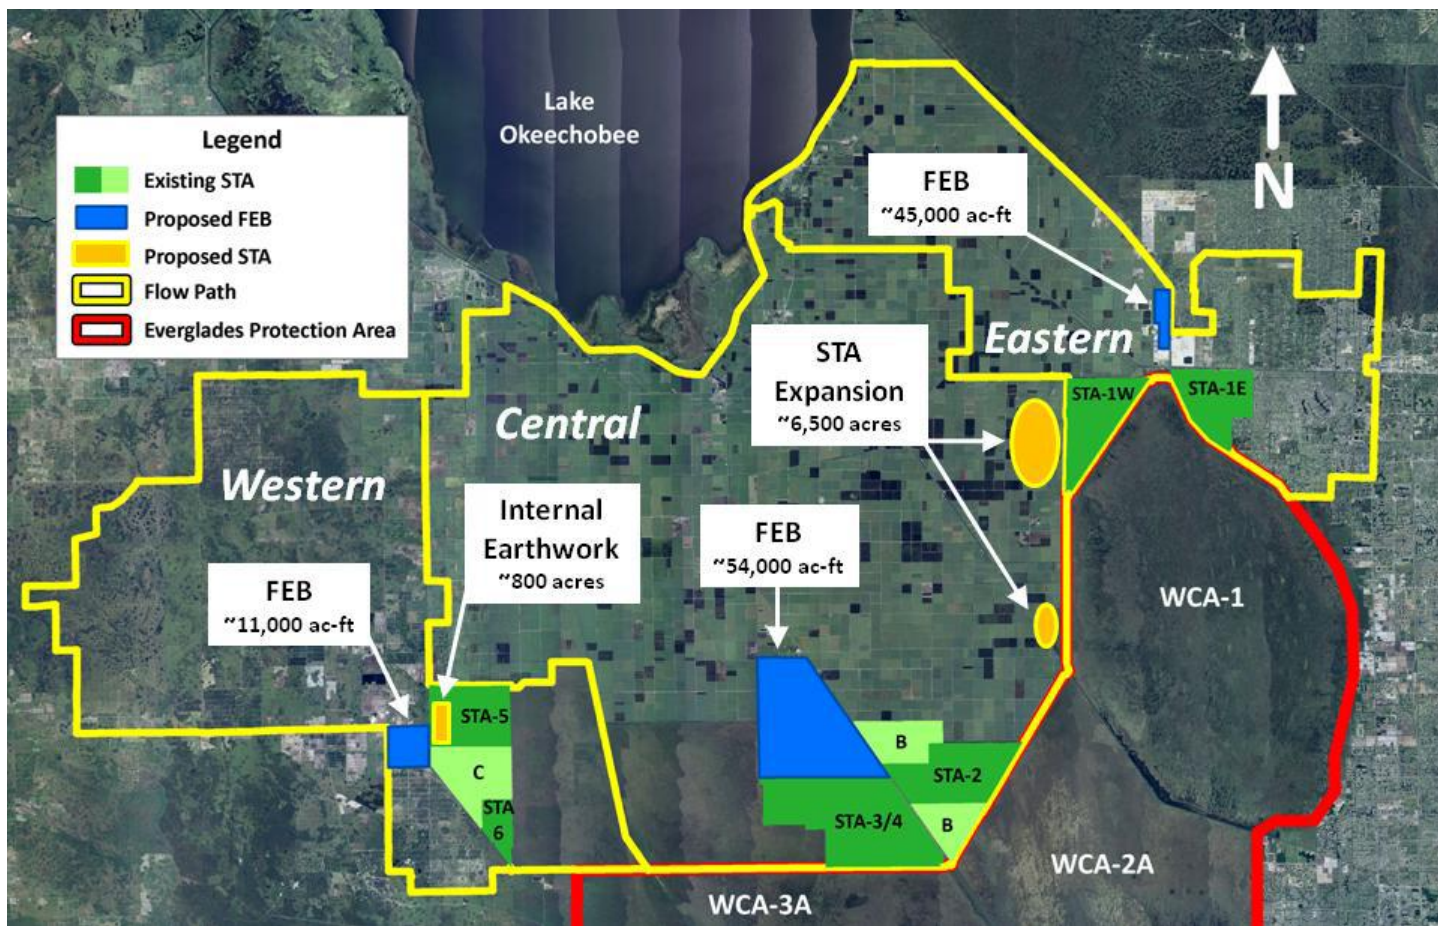 Lake
Okeechobee
Legend
Existing STA
Proposed FEB
Proposed STA
Flow Path
Everglades Protection Area
N
FEB
~45,000 ac-ft
Eastern
STA
Expansion
~6,500 acres
STA-1W
STA-1E
Central
Western
Internal
Earthwork
~800 acres
FEB
~54,000 ac-ft
FEB
~11,000 ac-ft
WCA-1
STA-5
C
STA
6
B
STA-2
STA-3/4
B
WCA-2A
WCA-3A